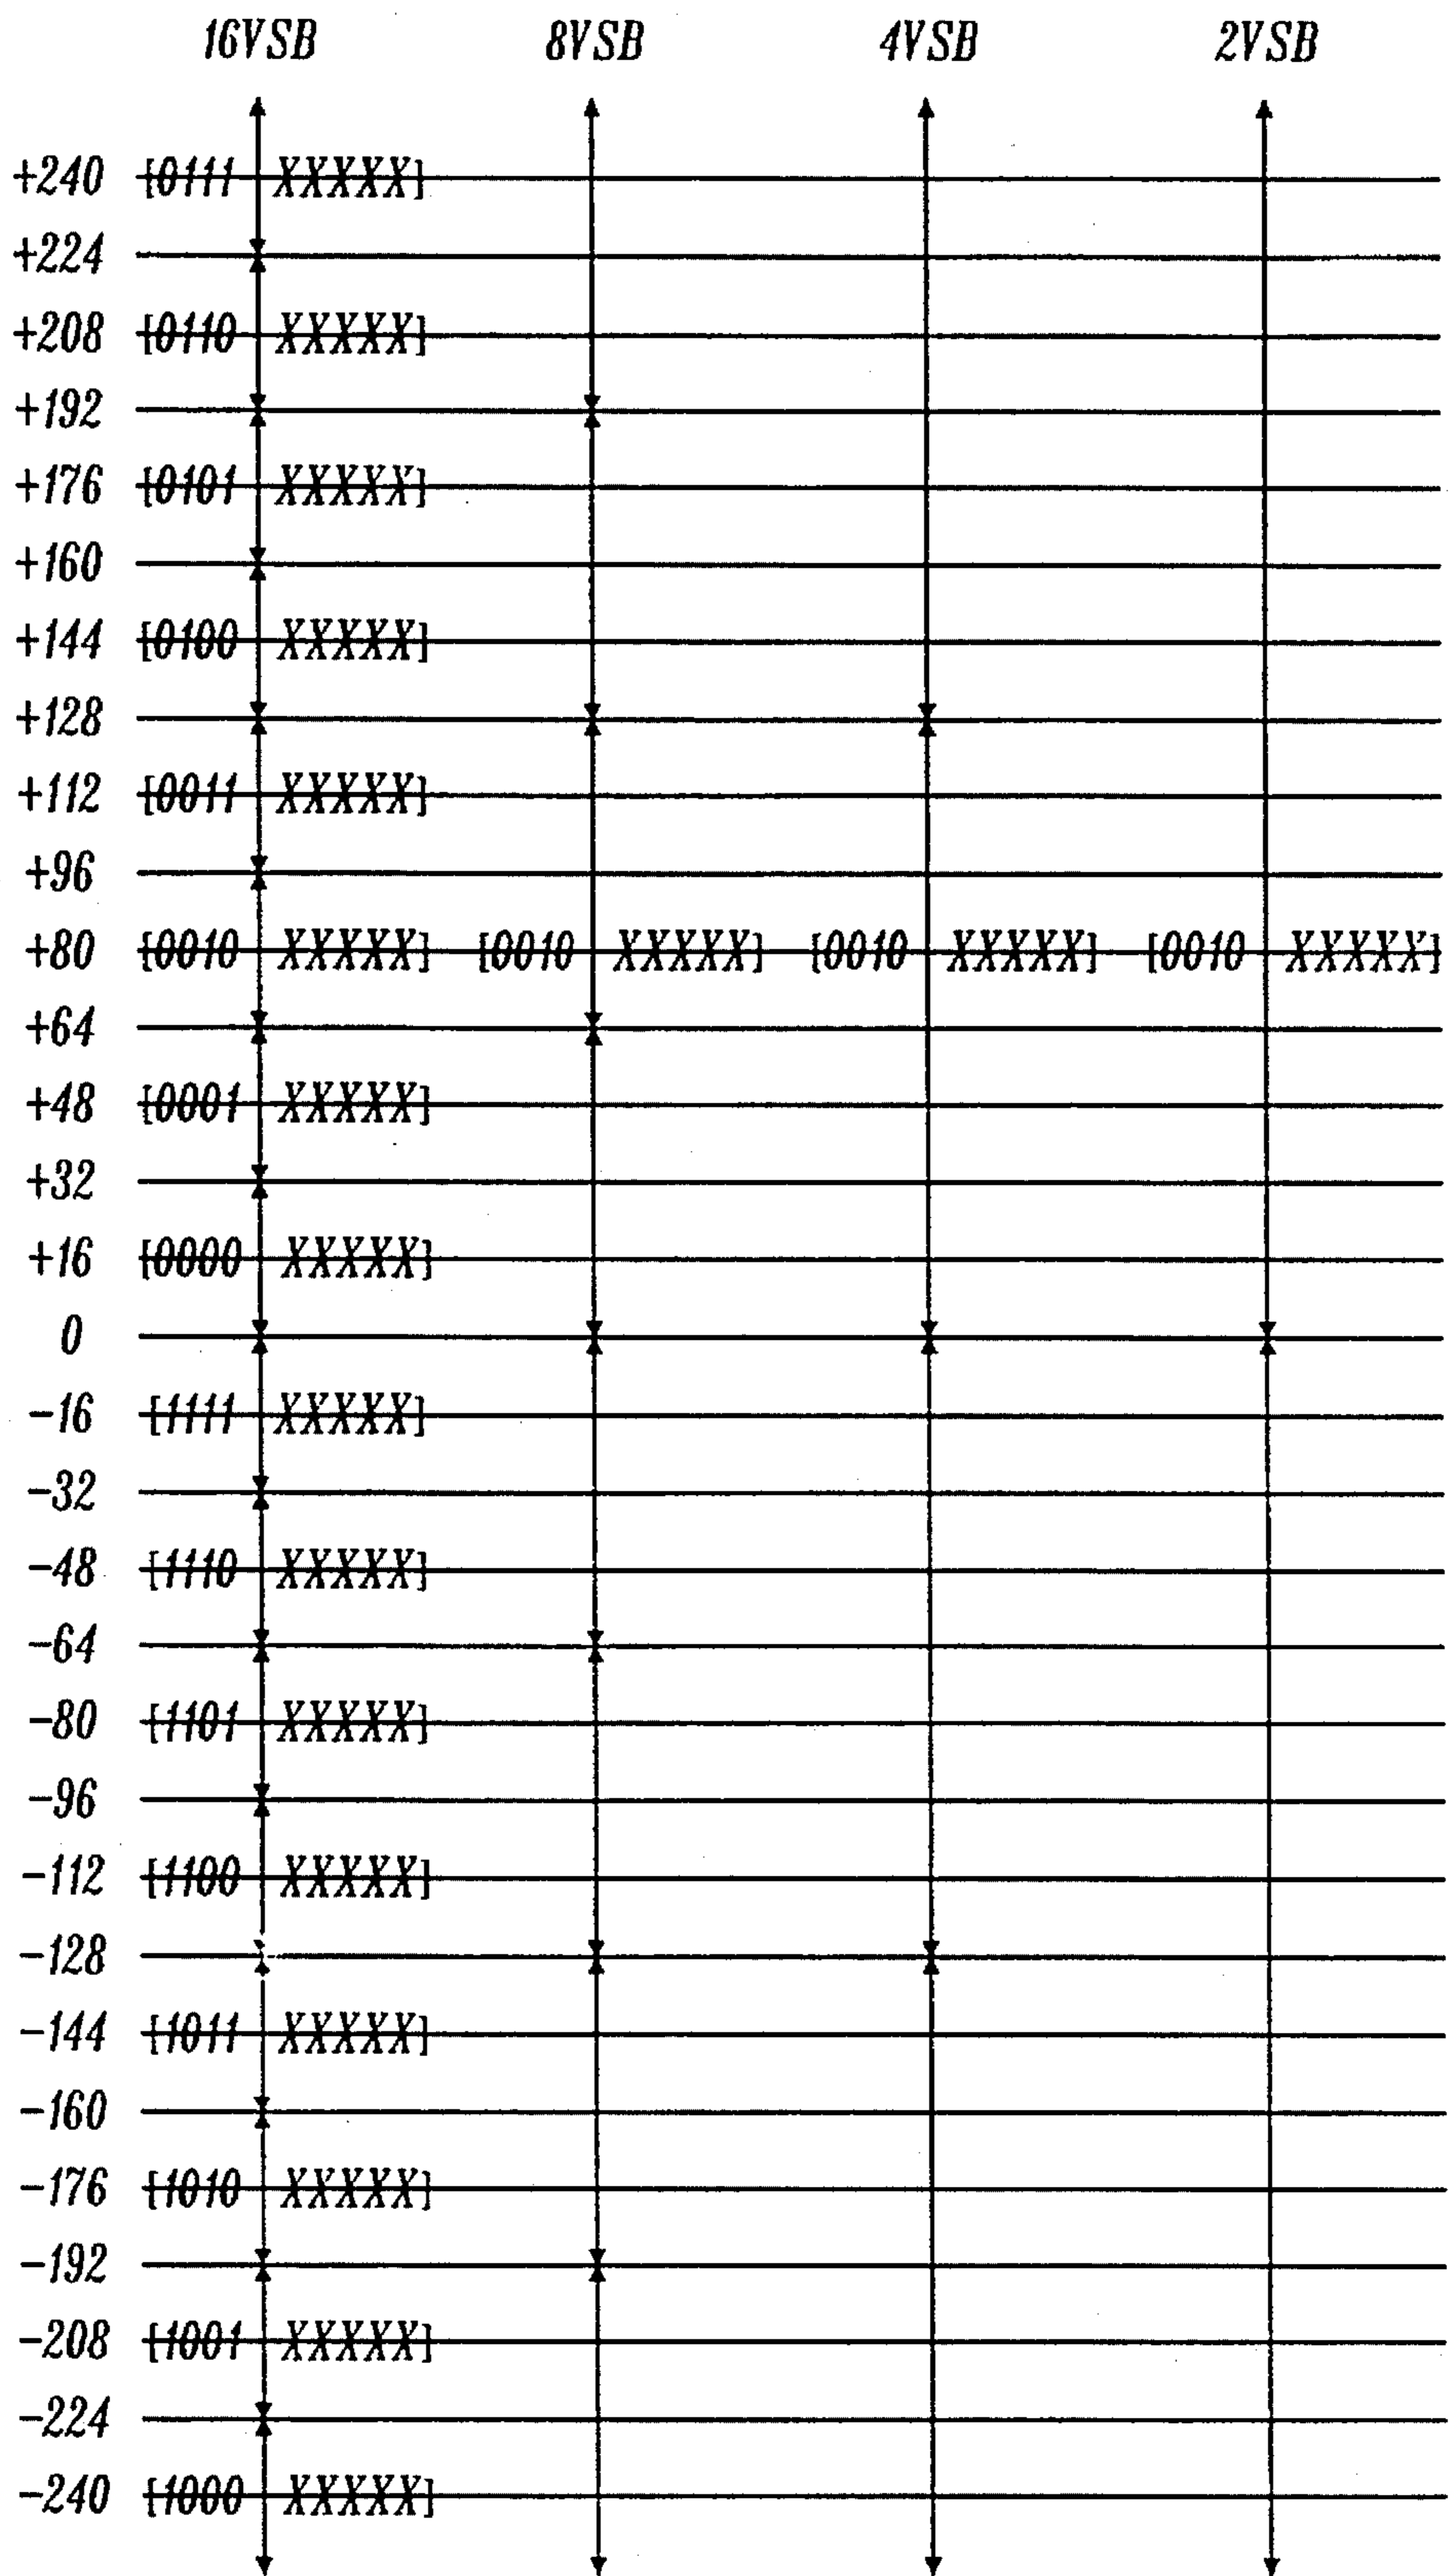 16VSB 8VSB 4VSB 2VSB
+240 [0111 XXXXX]
+224
+208 [0110 XXXXX]
+192
+176 [0101 XXXXX]
+160
+144 [0100 XXXXX]
+128
+112 [0011 XXXXX]
+96
+80 [0010 XXXXX] [0010 XXXXX] [0010 XXXXX] [0010 XXXXX]
+64
+48 [0001 XXXXX]
+32
+16 [0000 XXXXX]
0
-16 [1111 XXXXX]
-32
-48 [1110 XXXXX]
-64
-80 [1101 XXXXX]
-96
-112 [1100 XXXXX]
-128
-144 [1011 XXXXX]
-160
-176 [1010 XXXXX]
-192
-208 [1001 XXXXX]
-224
-240 [1000 XXXXX]